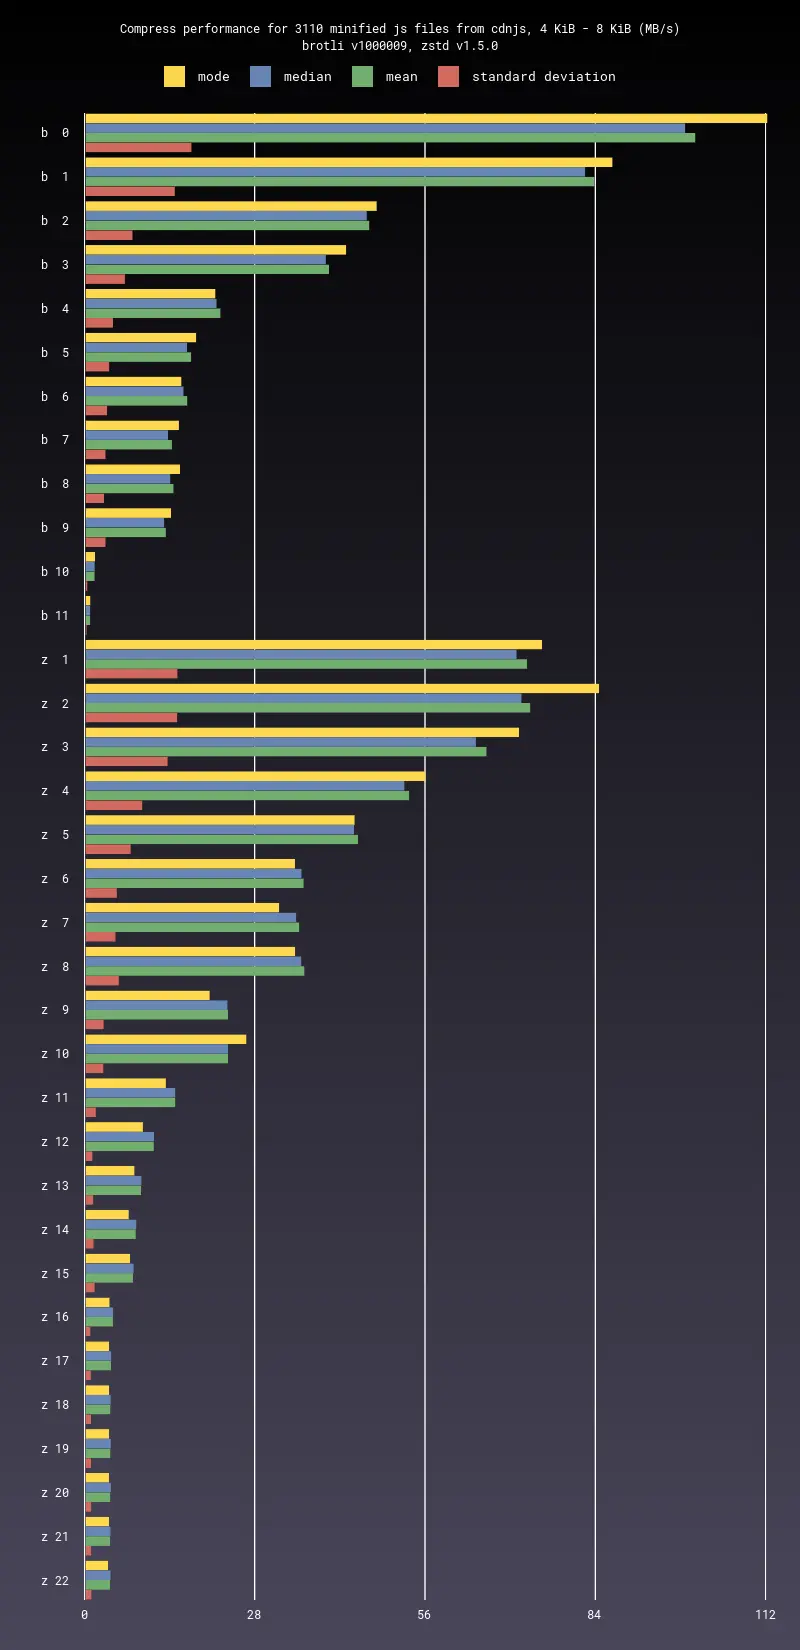 Compress performance for 3110 minified js files from cdnjs, 4 KiB - 8 KiB (MB/s)
brotli v1000009, zstd v1.5.0
mode median mean standard deviation
b 0
b 1
b 2
b 3
b 4
b 5
b 6
b 7
b 8
b 9
b 10
b 11
z 1
z 2
z 3
z 4
z 5
z 6
z 7
z 8
z 9
z 10
z 11
z 12
z 13
z 14
z 15
z 16
z 17
z 18
z 19
z 20
z 21
z 22
0 28 56 84 112